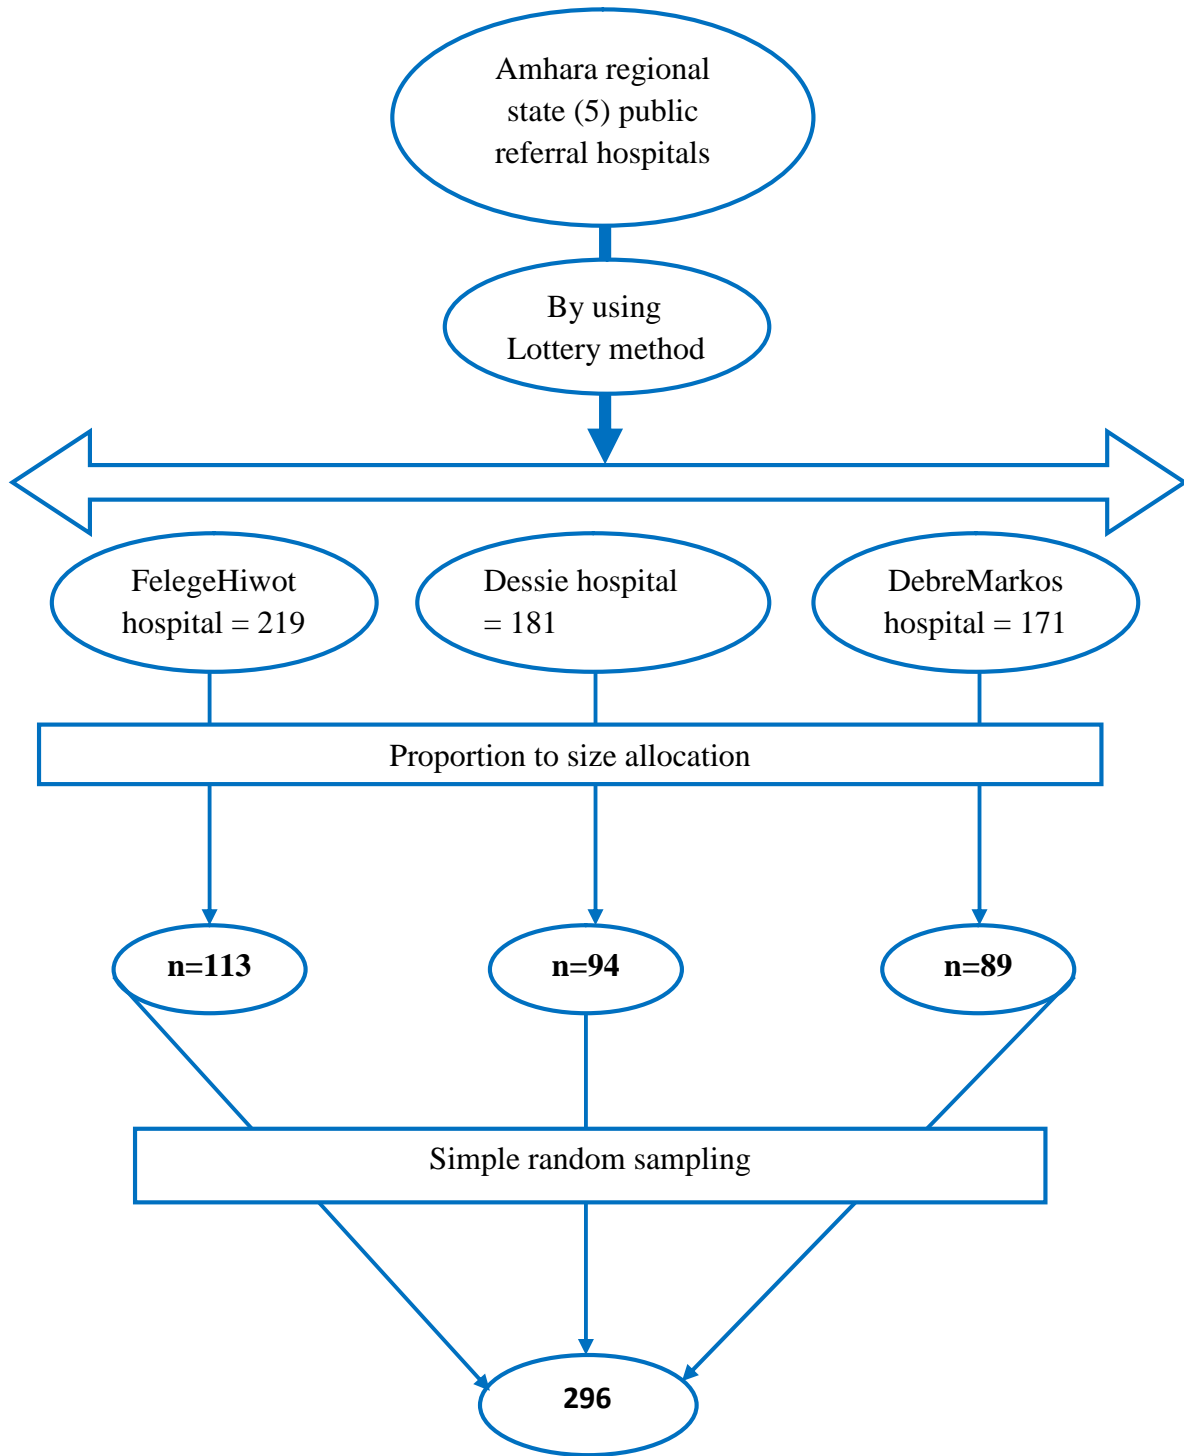 Amhara regional
state (5) public
referral hospitals
By using
Lottery method
FelegeHiwot
hospital = 219
Dessie hospital
= 181
DebreMarkos
hospital = 171
Proportion to size allocation
n=113
n=94
n=89
Simple random sampling
296